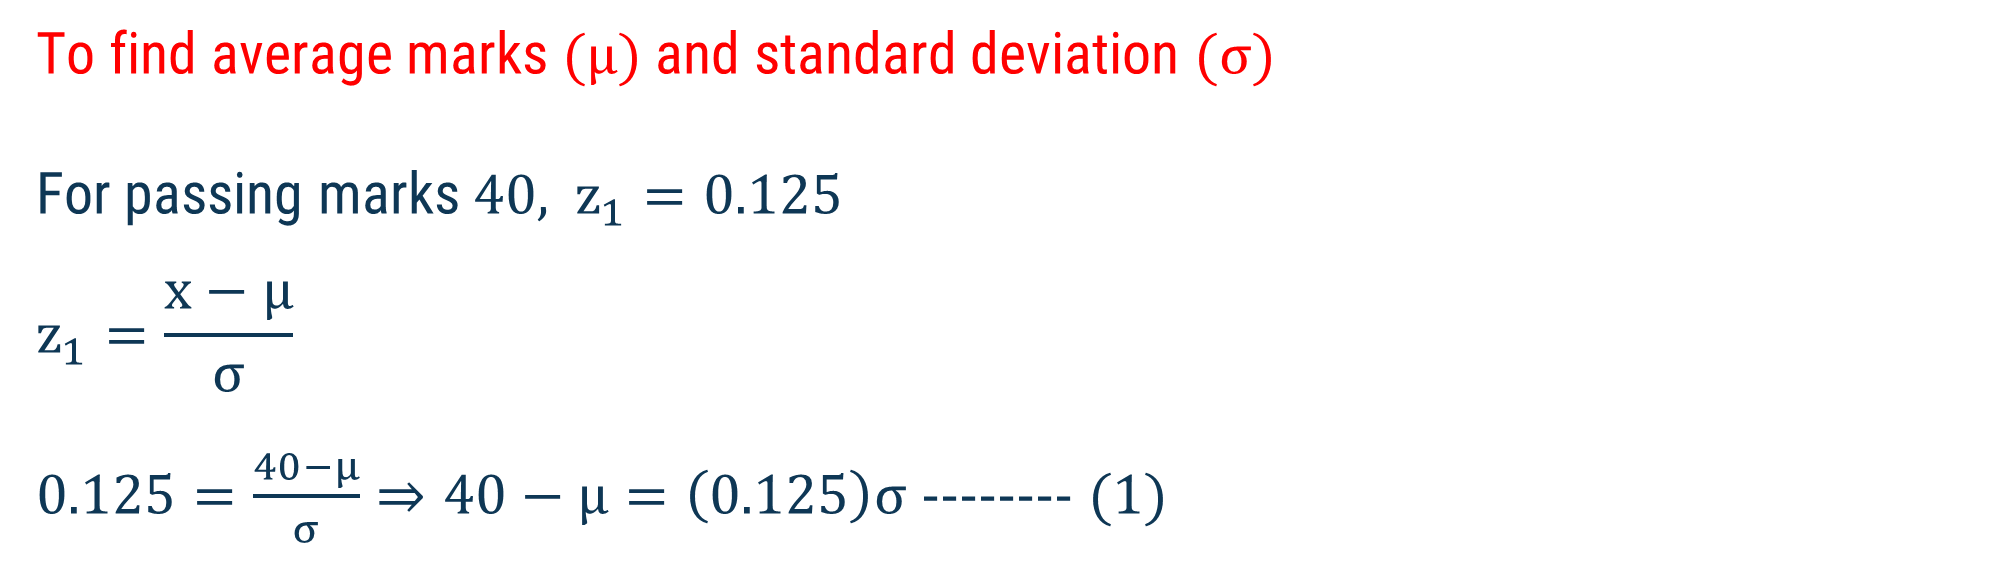 To find average marks (μ) and standard deviation (σ)
For passing marks 40, z₁ = 0.125
z₁ = (x − μ)/σ
0.125 = (40−μ)/σ ⇒ 40 − μ = (0.125)σ -------- (1)